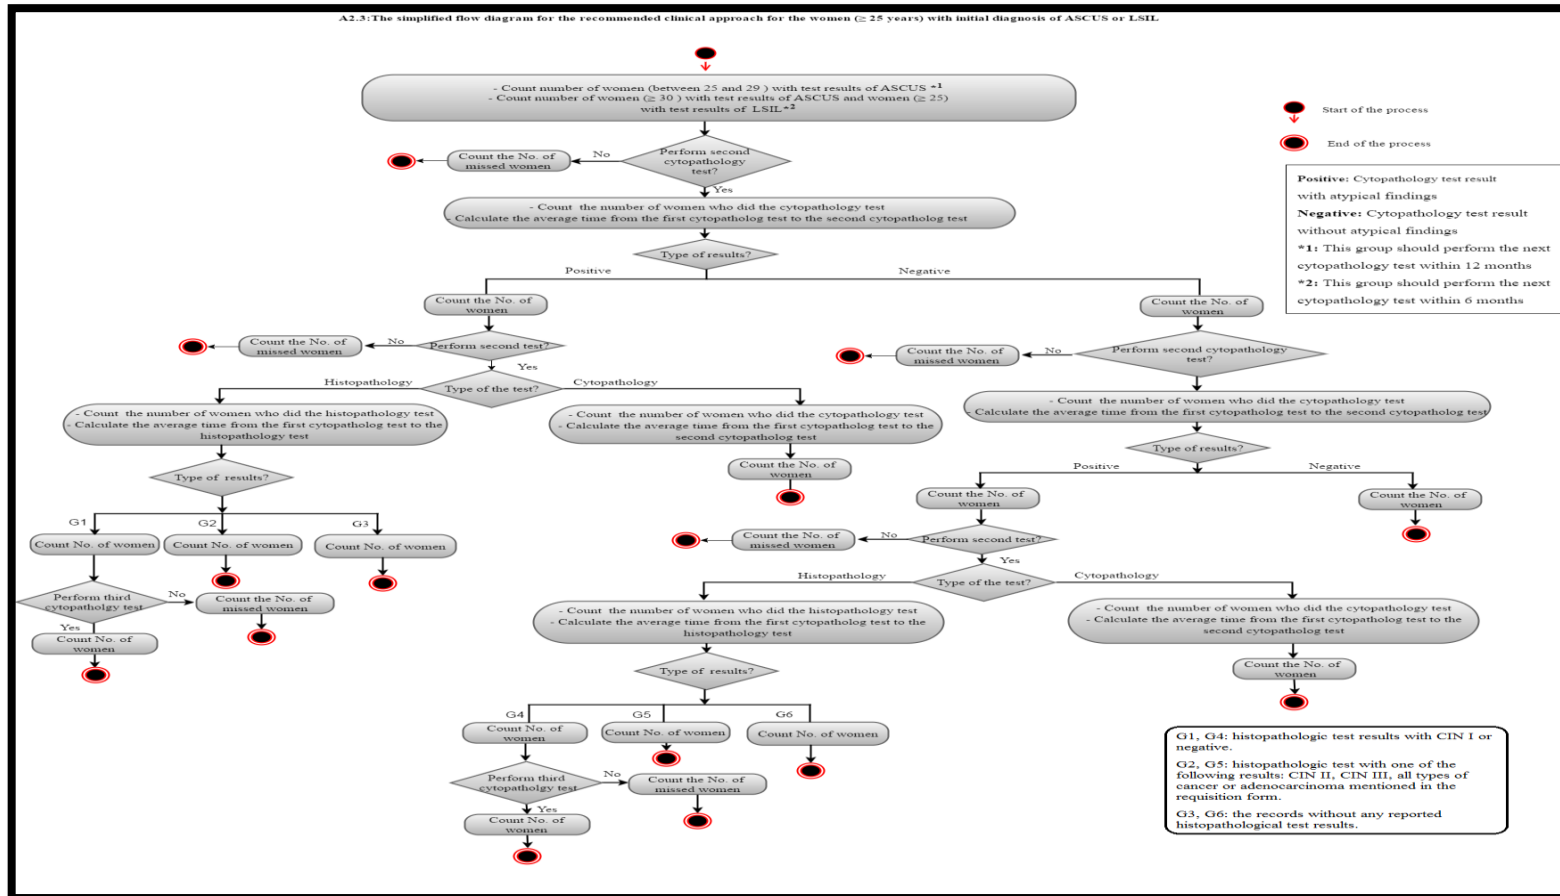 A2.3:The simplified flow diagram for the recommended clinical approach for the women (≥ 25 years) with initial diagnosis of ASCUS or LSIL
- Count number of women (between 25 and 29 ) with test results of ASCUS *1
- Count number of women (≥ 30 ) with test results of ASCUS and women (≥ 25)
with test results of LSIL*2
Start of the process
End of the process
Perform second
cytopathology
test?
No
Count the No. of
missed women
Yes
Positive: Cytopathology test result
with atypical findings
Negative: Cytopathology test result
without atypical findings
*1: This group should perform the next
cytopathology test within 12 months
*2: This group should perform the next
cytopathology test within 6 months
- Count the number of women who did the cytopathology test
- Calculate the average time from the first cytopatholog test to the second cytopatholog test
Type of results?
Positive
Negative
Count the No. of
women
Count the No. of
women
Perform second test?
No
Count the No. of
missed women
Yes
Perform second cytopathology
test?
No
Count the No. of
missed women
Type of the test?
Histopathology
Cytopathology
- Count the number of women who did the histopathology test
- Calculate the average time from the first cytopatholog test to the
histopathology test
- Count the number of women who did the cytopathology test
- Calculate the average time from the first cytopatholog test to the
second cytopatholog test
- Count the number of women who did the cytopathology test
- Calculate the average time from the first cytopatholog test to the second cytopatholog test
Count the No. of
women
Type of results?
Type of results?
Positive
Negative
Count the No. of
women
Count the No. of
women
G1
G2
G3
Count No. of women
Count No. of women
Count No. of women
Perform third
cytopatholgy test
No
Count the No. of
missed women
Yes
Count the No. of
women
Perform second test?
No
Count the No. of
missed women
Yes
Type of the test?
Histopathology
Cytopathology
- Count the number of women who did the histopathology test
- Calculate the average time from the first cytopatholog test to the
histopathology test
- Count the number of women who did the cytopathology test
- Calculate the average time from the first cytopatholog test to the
second cytopatholog test
Type of results?
Count the No. of
women
G4
G5
G6
Count No. of
women
Count No. of women
Count No. of women
Perform third
cytopatholgy test
No
Count the No. of
missed women
Yes
Count the No. of
women
G1, G4: histopathologic test results with CIN I or
negative.
G2, G5: histopathologic test with one of the
following results: CIN II, CIN III, all types of
cancer or adenocarcinoma mentioned in the
requisition form.
G3, G6: the records without any reported
histopathological test results.